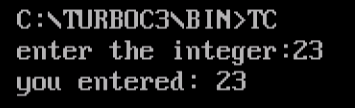 C:\TURBOC3\BIN>TC
enter the integer:23
you entered: 23